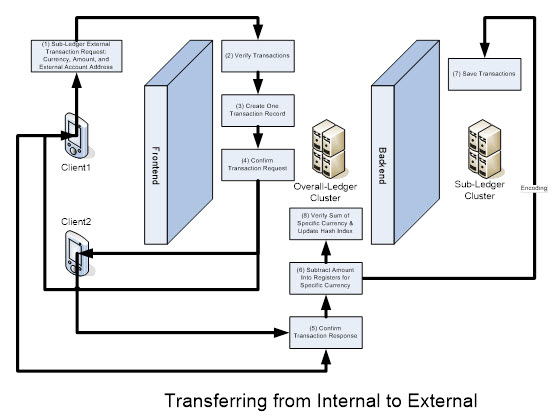 (1) Sub-Ledger External
Transaction Request:
Currency, Amount, and
External Account Address
(2) Verify Transactions
(7) Save Transactions
(3) Create One
Transaction Record
Client1
Frontend
(4) Confirm
Transaction Request
Overall-Ledger
Cluster
Backend
Sub-Ledger
Cluster
Encoding
Client2
(8) Verify Sum of
Specific Currency &
Update Hash Index
(6) Subtract Amount
Into Registers for
Specific Currency
(5) Confirm
Transaction Response
Transferring from Internal to External